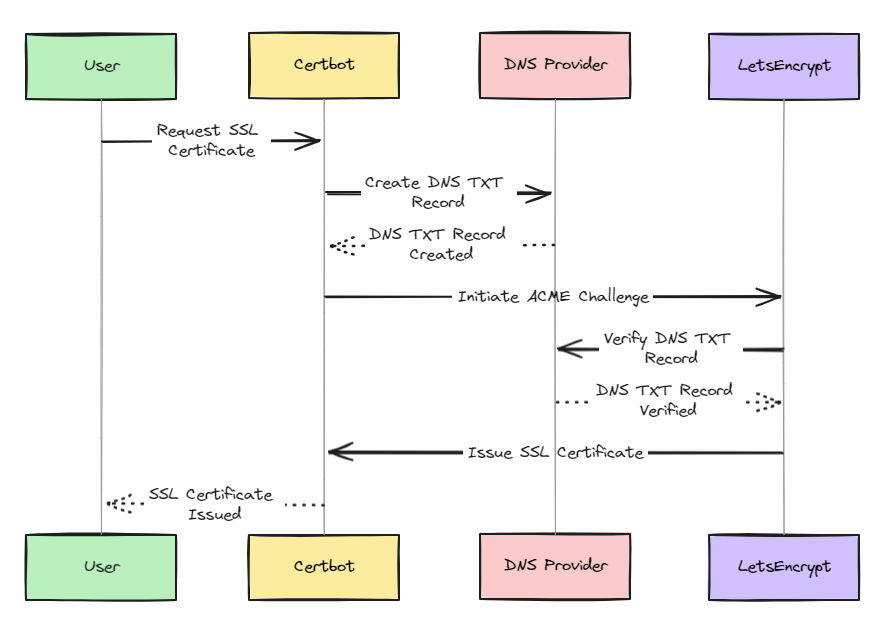 User
Certbot
DNS Provider
LetsEncrypt
Request SSL
Certificate
Create DNS TXT
Record
DNS TXT Record
Created
Initiate ACME Challenge
Verify DNS TXT
Record
DNS TXT Record
Verified
Issue SSL Certificate
SSL Certificate
Issued
User
Certbot
DNS Provider
LetsEncrypt